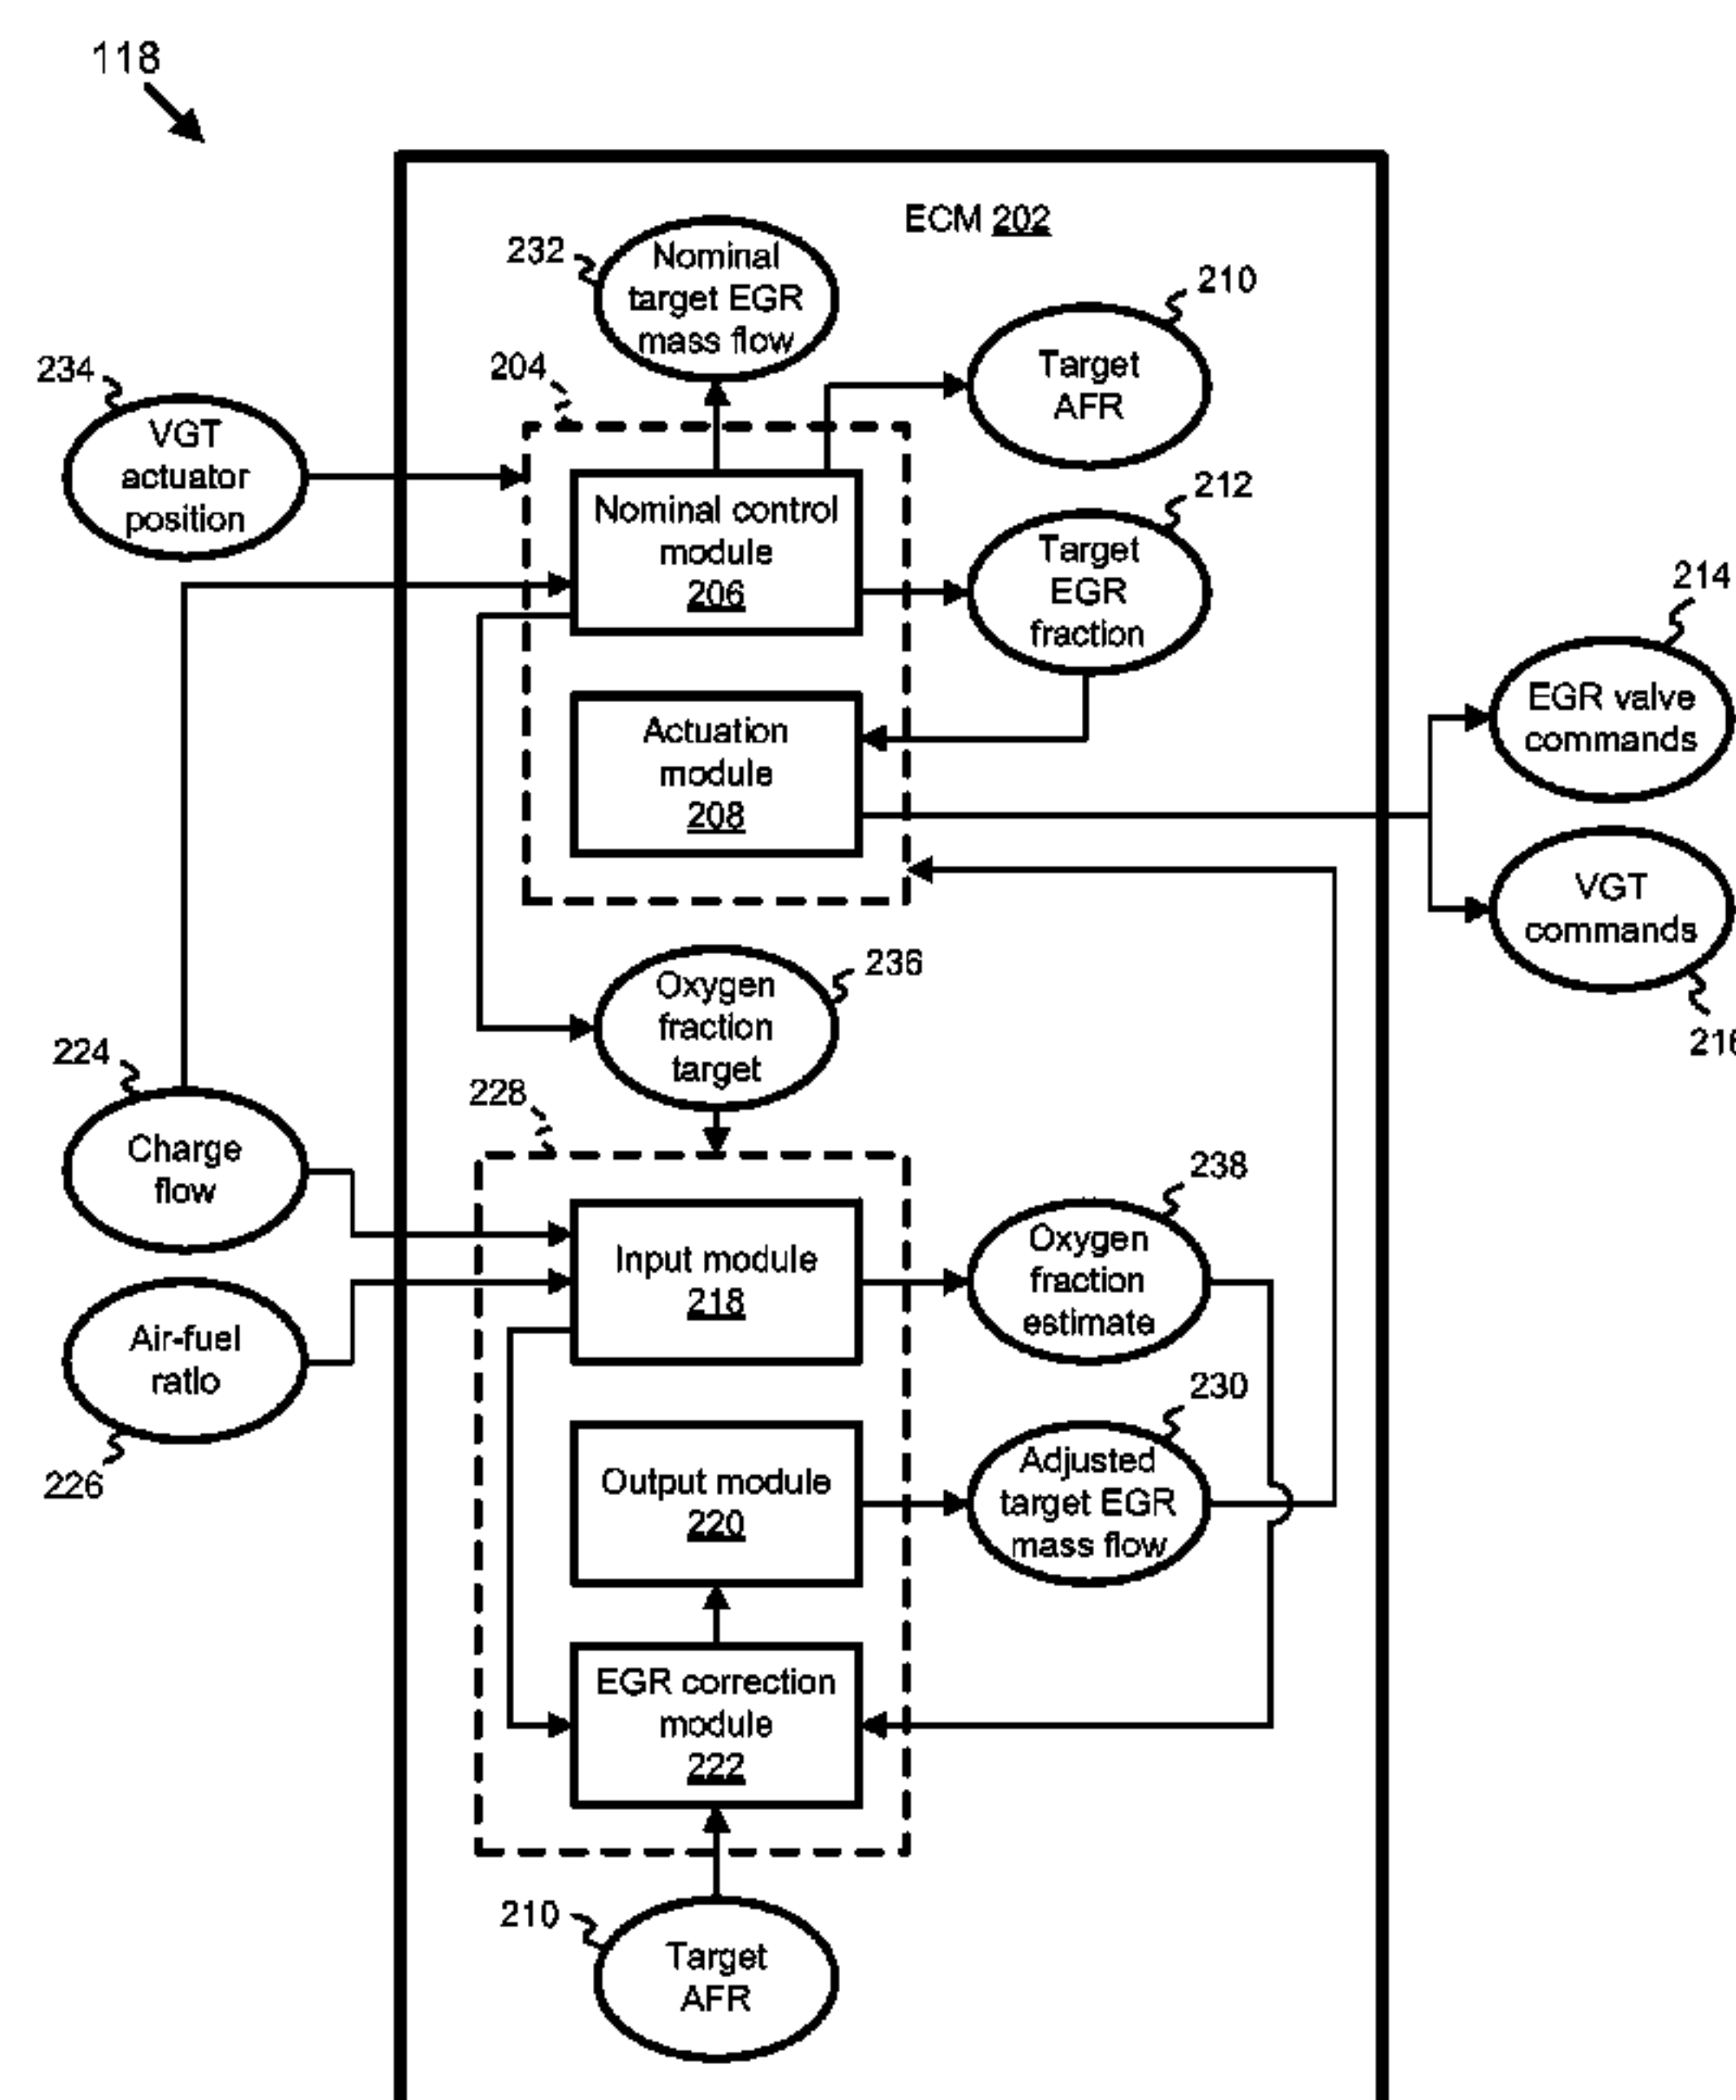 118
ECM 202
232
Nominal
target EGR
mass flow
210
Target
AFR
204
234
VGT
actuator
position
Nominal control
module
206
212
Target
EGR
fraction
214
EGR valve
commands
Actuation
module
208
VGT
commands
216
236
Oxygen
fraction
target
224
Charge
flow
228
238
Input module
218
Oxygen
fraction
estimate
Air-fuel
ratio
226
230
Output module
220
Adjusted
target EGR
mass flow
EGR correction
module
222
210
Target
AFR